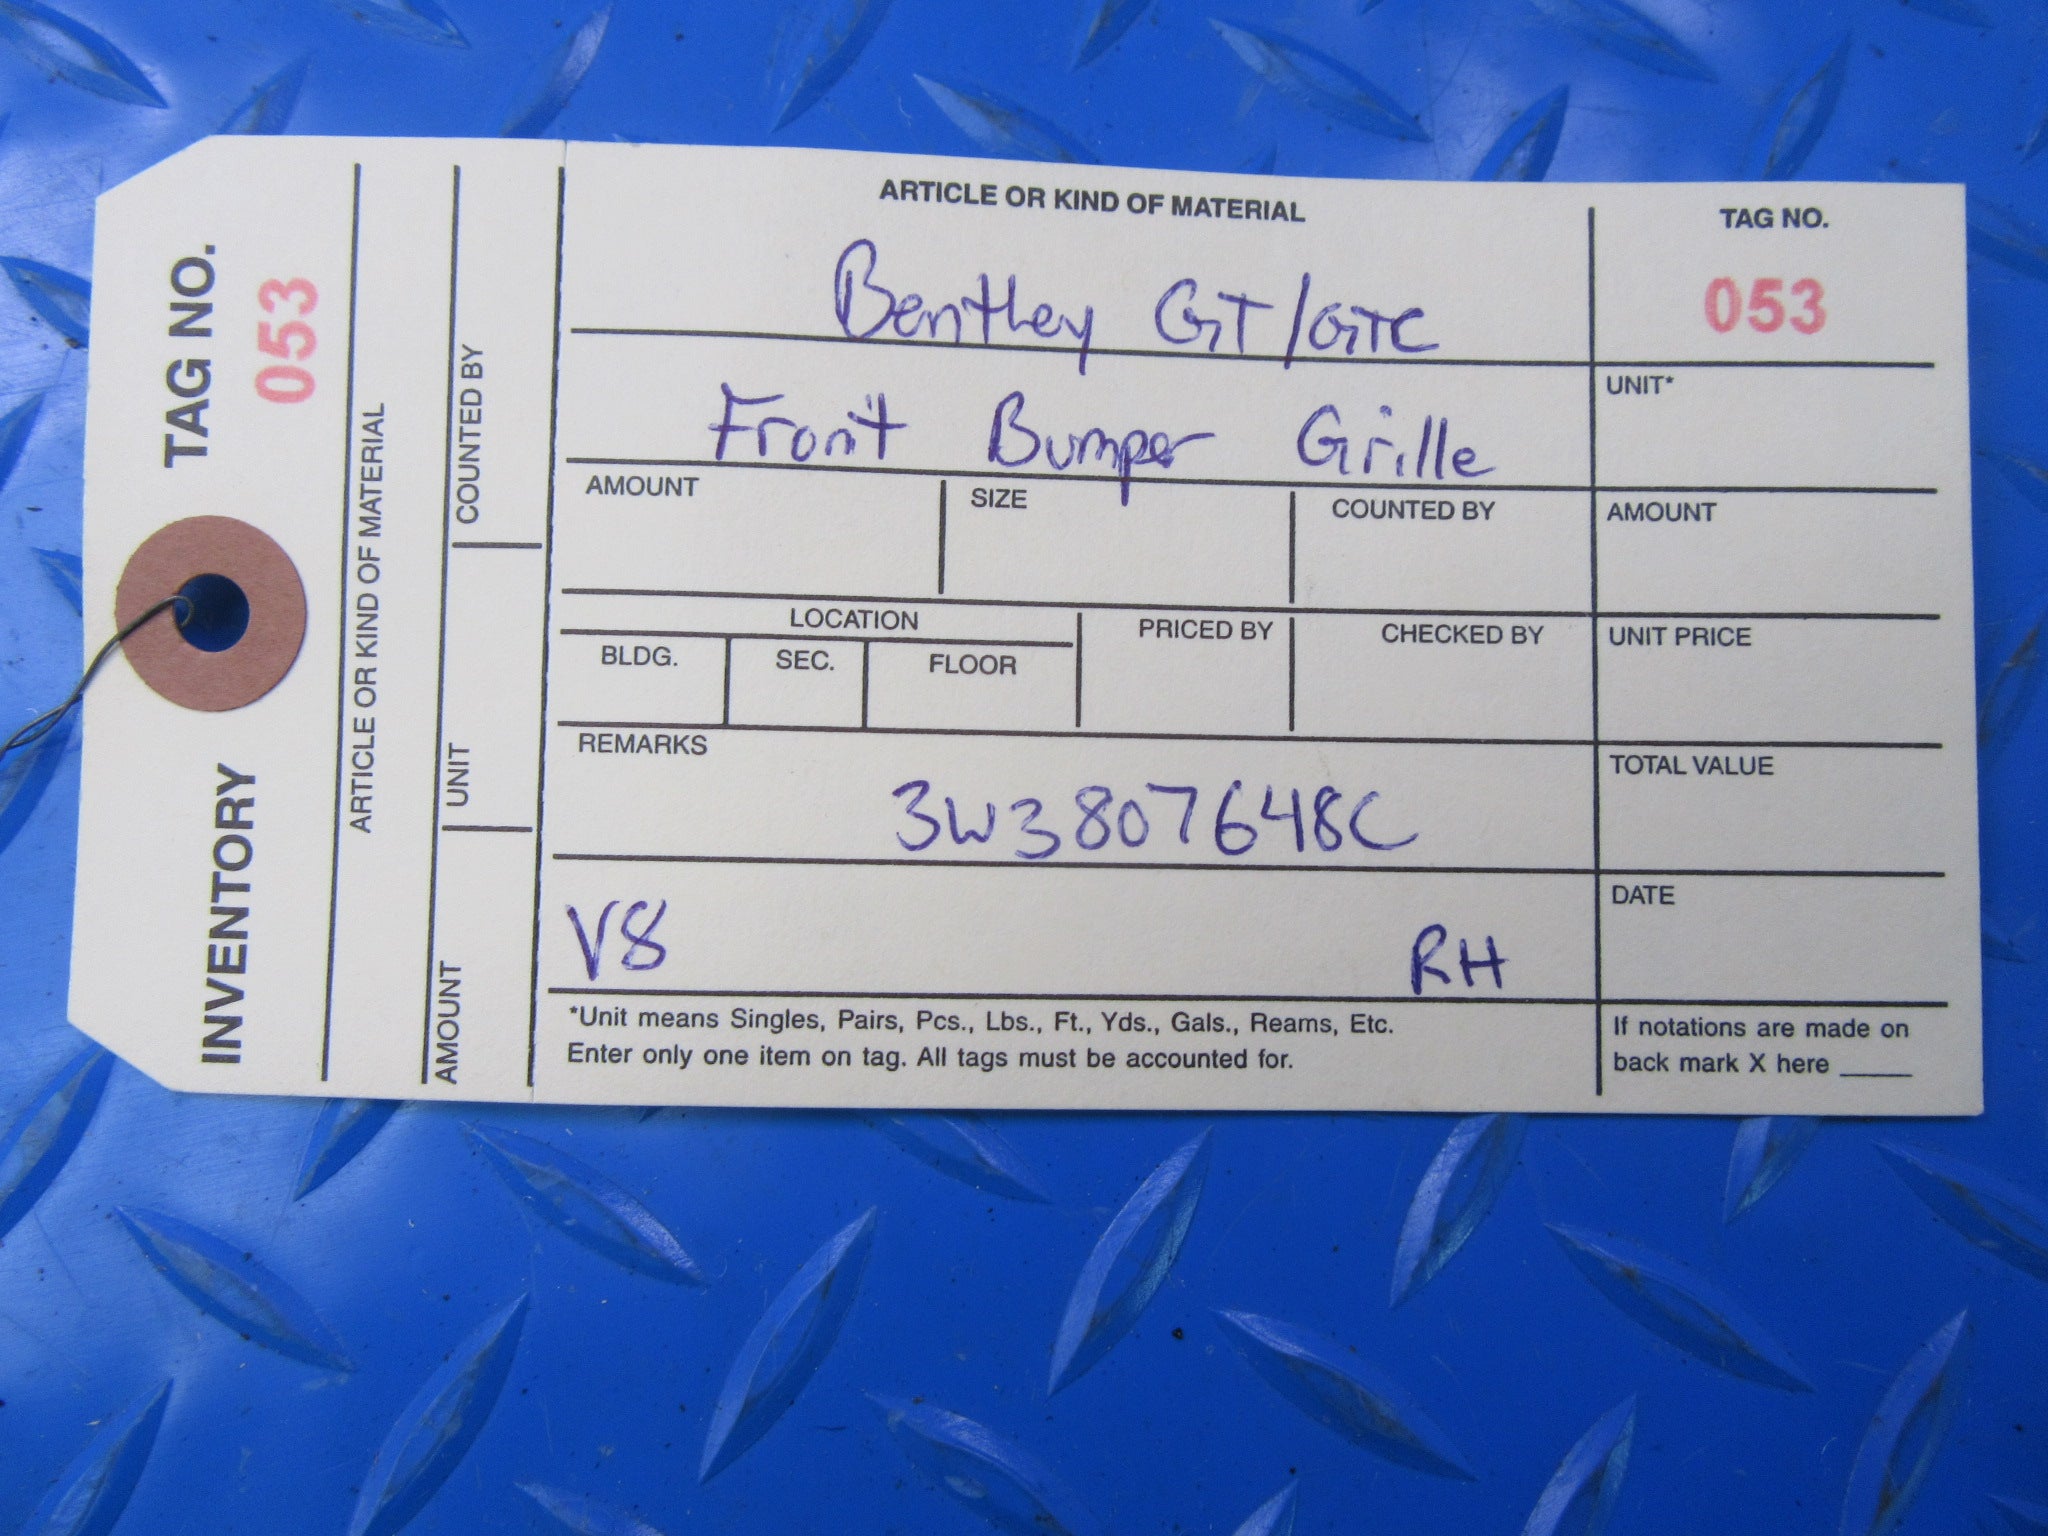 TAG NO.
053
INVENTORY
ARTICLE OR KIND OF MATERIAL
COUNTED BY
UNIT
AMOUNT
ARTICLE OR KIND OF MATERIAL
Bentley GT/GTC
Front Bumper Grille
TAG NO.
053
UNIT*
AMOUNT SIZE COUNTED BY AMOUNT
LOCATION PRICED BY CHECKED BY UNIT PRICE
BLDG. SEC. FLOOR
REMARKS TOTAL VALUE
3W3807648C
DATE
V8 RH
*Unit means Singles, Pairs, Pcs., Lbs., Ft., Yds., Gals., Reams, Etc.
Enter only one item on tag. All tags must be accounted for.
If notations are made on
back mark X here _____